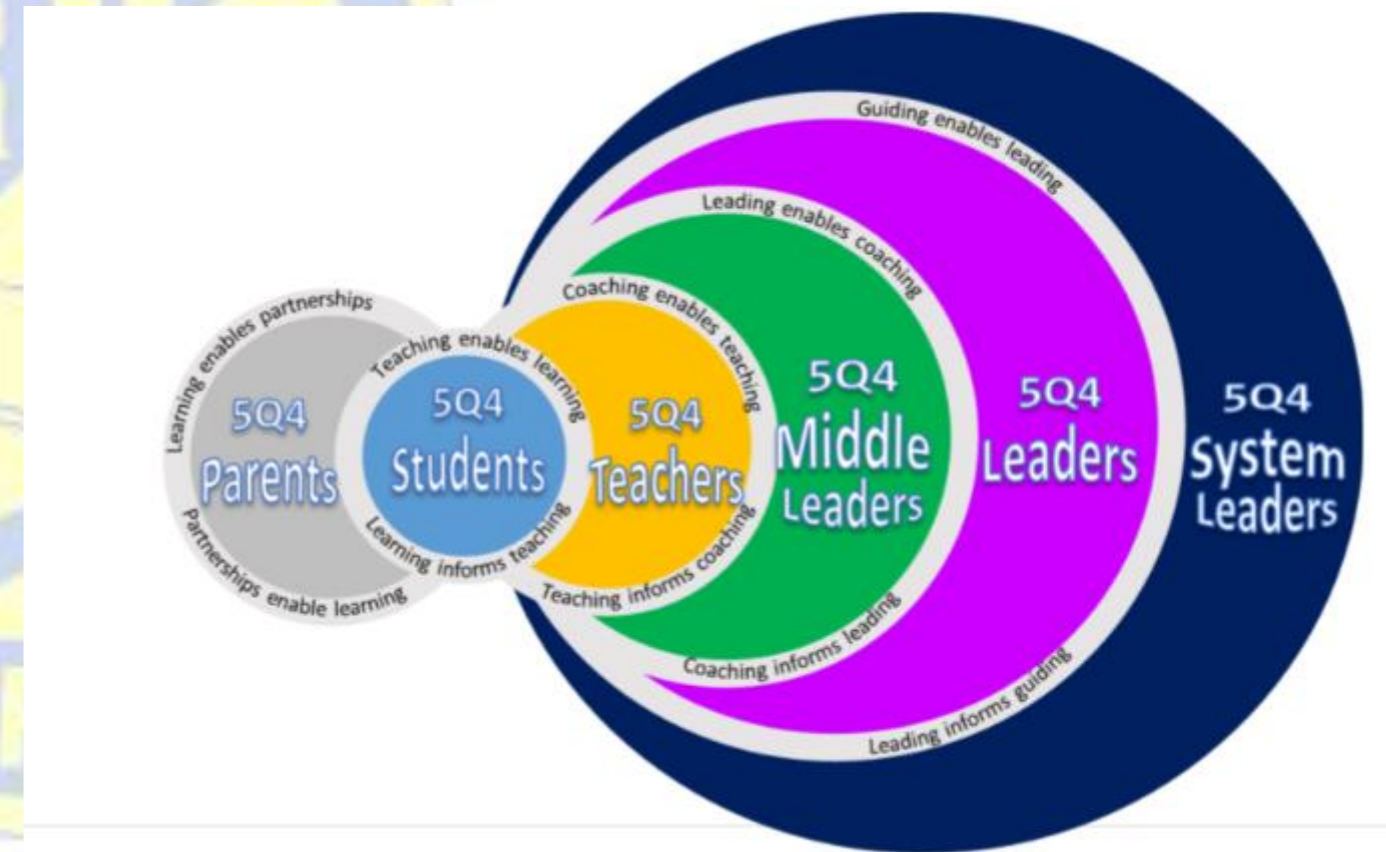 Learning enables partnerships
5Q4
Parents
Partnerships enable learning
Teaching enables learning
5Q4
Students
Learning informs teaching
Coaching enables teaching
5Q4
Teachers
Teaching informs coaching
Leading enables coaching
5Q4
Middle
Leaders
Coaching informs leading
Guiding enables leading
5Q4
Leaders
Leading informs guiding
5Q4
System
Leaders